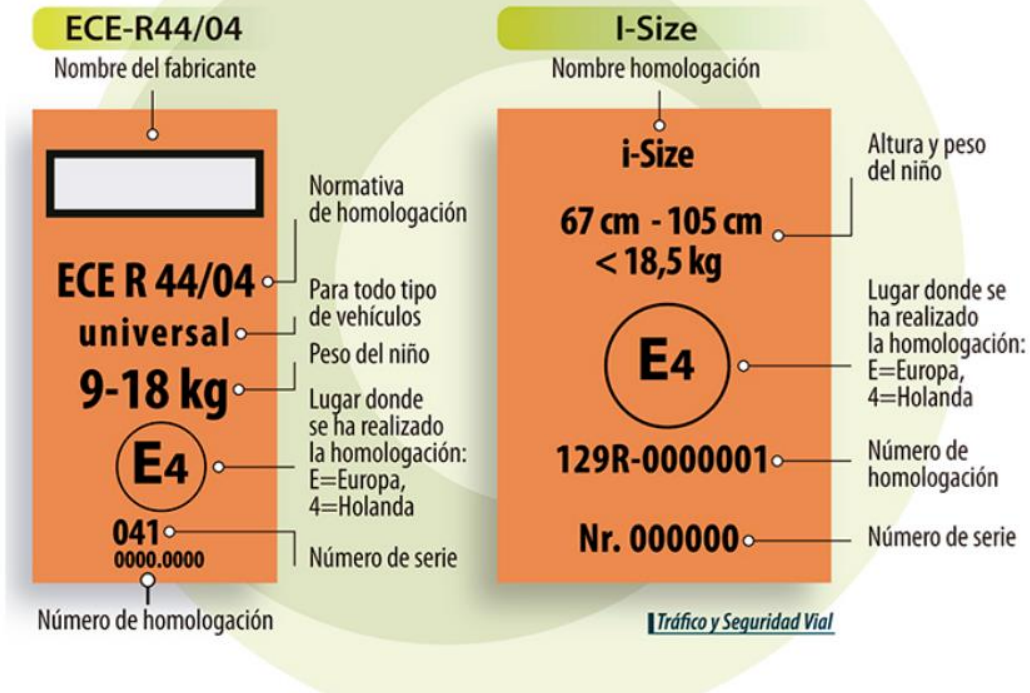 ECE-R44/04
Nombre del fabricante
Normativa
de homologación
ECE R 44/04
Para todo tipo
de vehículos
universal
Peso del niño
9-18 kg
Lugar donde
se ha realizado
la homologación:
E=Europa,
4=Holanda
E4
041
0000.0000
Número de serie
Número de homologación
I-Size
Nombre homologación
i-Size
Altura y peso
del niño
67 cm - 105 cm
< 18,5 kg
Lugar donde se
ha realizado
la homologación:
E=Europa,
4=Holanda
E4
129R-0000001
Número de
homologación
Nr. 000000
Número de serie
Tráfico y Seguridad Vial